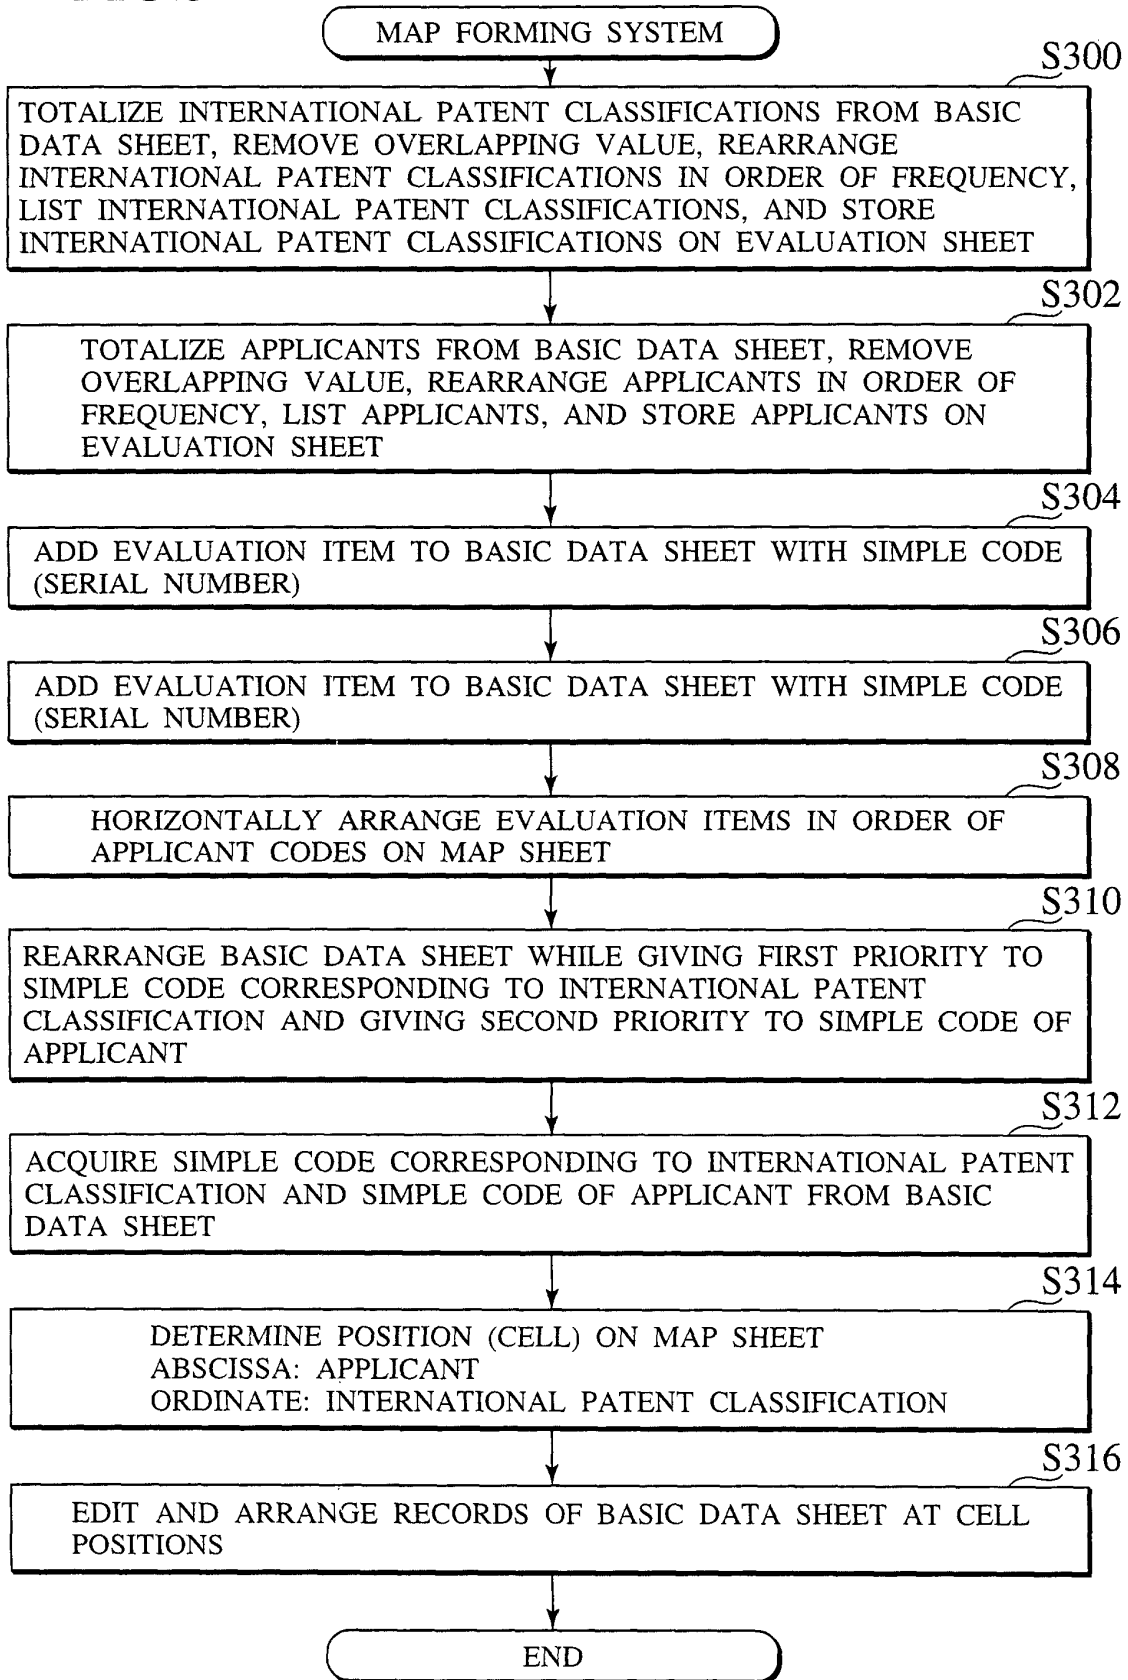 MAP FORMING SYSTEM
S300
TOTALIZE INTERNATIONAL PATENT CLASSIFICATIONS FROM BASIC
DATA SHEET, REMOVE OVERLAPPING VALUE, REARRANGE
INTERNATIONAL PATENT CLASSIFICATIONS IN ORDER OF FREQUENCY,
LIST INTERNATIONAL PATENT CLASSIFICATIONS, AND STORE
INTERNATIONAL PATENT CLASSIFICATIONS ON EVALUATION SHEET
S302
TOTALIZE APPLICANTS FROM BASIC DATA SHEET, REMOVE
OVERLAPPING VALUE, REARRANGE APPLICANTS IN ORDER OF
FREQUENCY, LIST APPLICANTS, AND STORE APPLICANTS ON
EVALUATION SHEET
S304
ADD EVALUATION ITEM TO BASIC DATA SHEET WITH SIMPLE CODE
(SERIAL NUMBER)
S306
ADD EVALUATION ITEM TO BASIC DATA SHEET WITH SIMPLE CODE
(SERIAL NUMBER)
S308
HORIZONTALLY ARRANGE EVALUATION ITEMS IN ORDER OF
APPLICANT CODES ON MAP SHEET
S310
REARRANGE BASIC DATA SHEET WHILE GIVING FIRST PRIORITY TO
SIMPLE CODE CORRESPONDING TO INTERNATIONAL PATENT
CLASSIFICATION AND GIVING SECOND PRIORITY TO SIMPLE CODE OF
APPLICANT
S312
ACQUIRE SIMPLE CODE CORRESPONDING TO INTERNATIONAL PATENT
CLASSIFICATION AND SIMPLE CODE OF APPLICANT FROM BASIC
DATA SHEET
S314
DETERMINE POSITION (CELL) ON MAP SHEET
ABSCISSA: APPLICANT
ORDINATE: INTERNATIONAL PATENT CLASSIFICATION
S316
EDIT AND ARRANGE RECORDS OF BASIC DATA SHEET AT CELL
POSITIONS
END